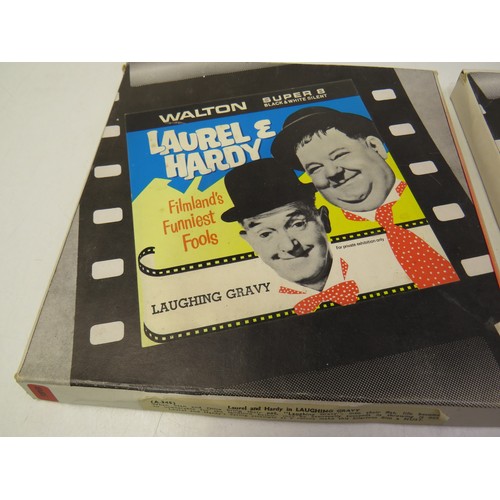 WALTON SUPER 8
BLACK & WHITE SILENT
LAUREL &
HARDY
Filmland's
Funniest
Fools
For private exhibition only
LAUGHING GRAVY
Laurel and Hardy in LAUGHING GRAVY